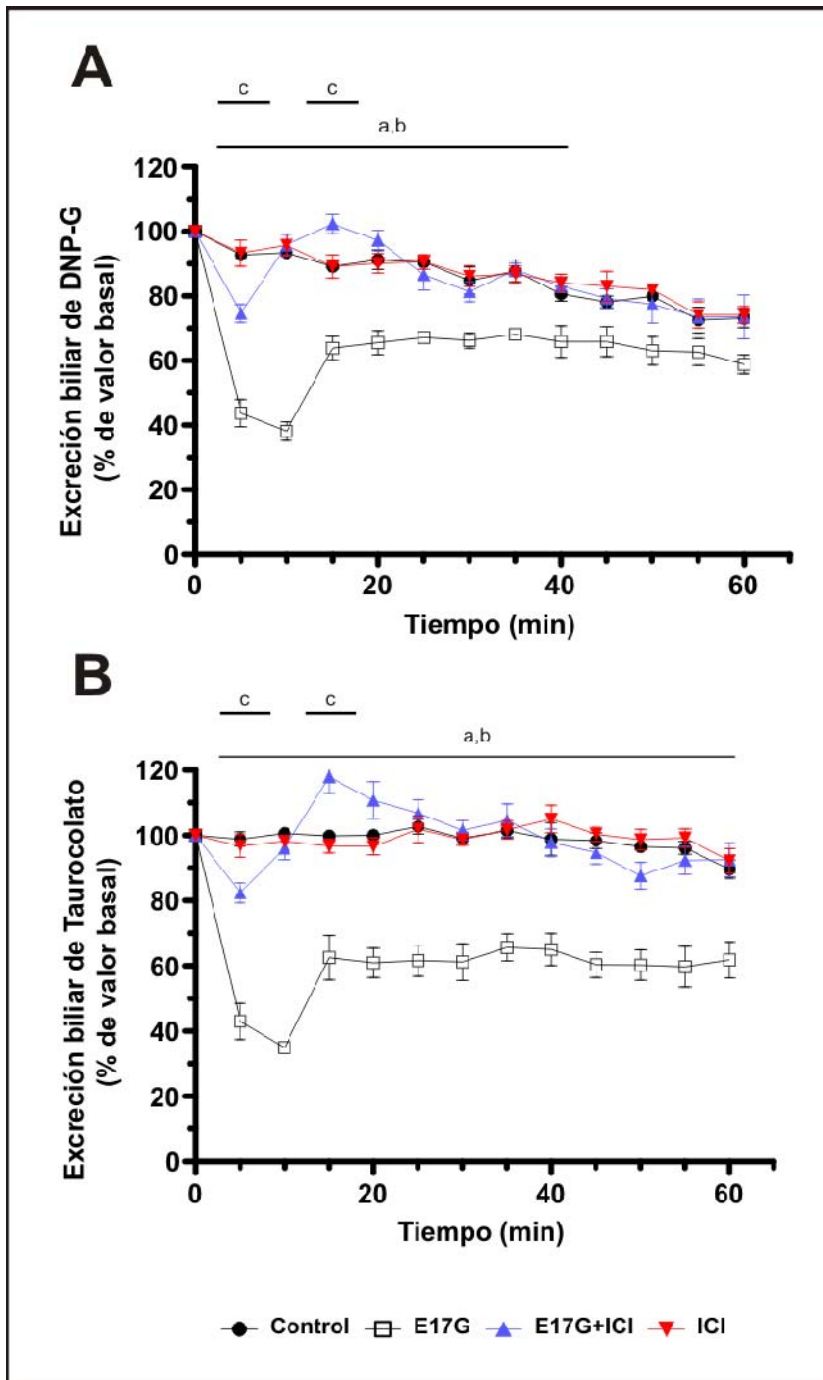 A
c c
a,b
Excreción biliar de DNP-G
(% de valor basal)
120
100
80
60
40
20
0
0 20 40 60
Tiempo (min)
B
c c
a,b
Excreción biliar de Taurocolato
(% de valor basal)
120
100
80
60
40
20
0
0 20 40 60
Tiempo (min)
Control E17G E17G+ICI ICI